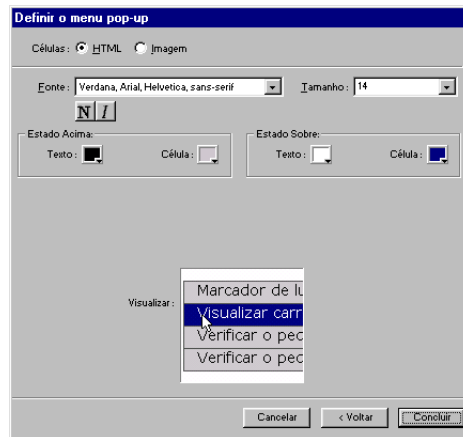 Definir o menu pop-up
Células: HTML Imagem
Fonte: Verdana, Arial, Helvetica, sans-serif Tamanho: 14
N I
Estado Acima: Estado Sobre:
Texto: Célula: Texto: Célula:
Visualizar:
Marcador de lu
Visualizar carr
Verificar o pec
Verificar o pec
Cancelar < Voltar Concluir